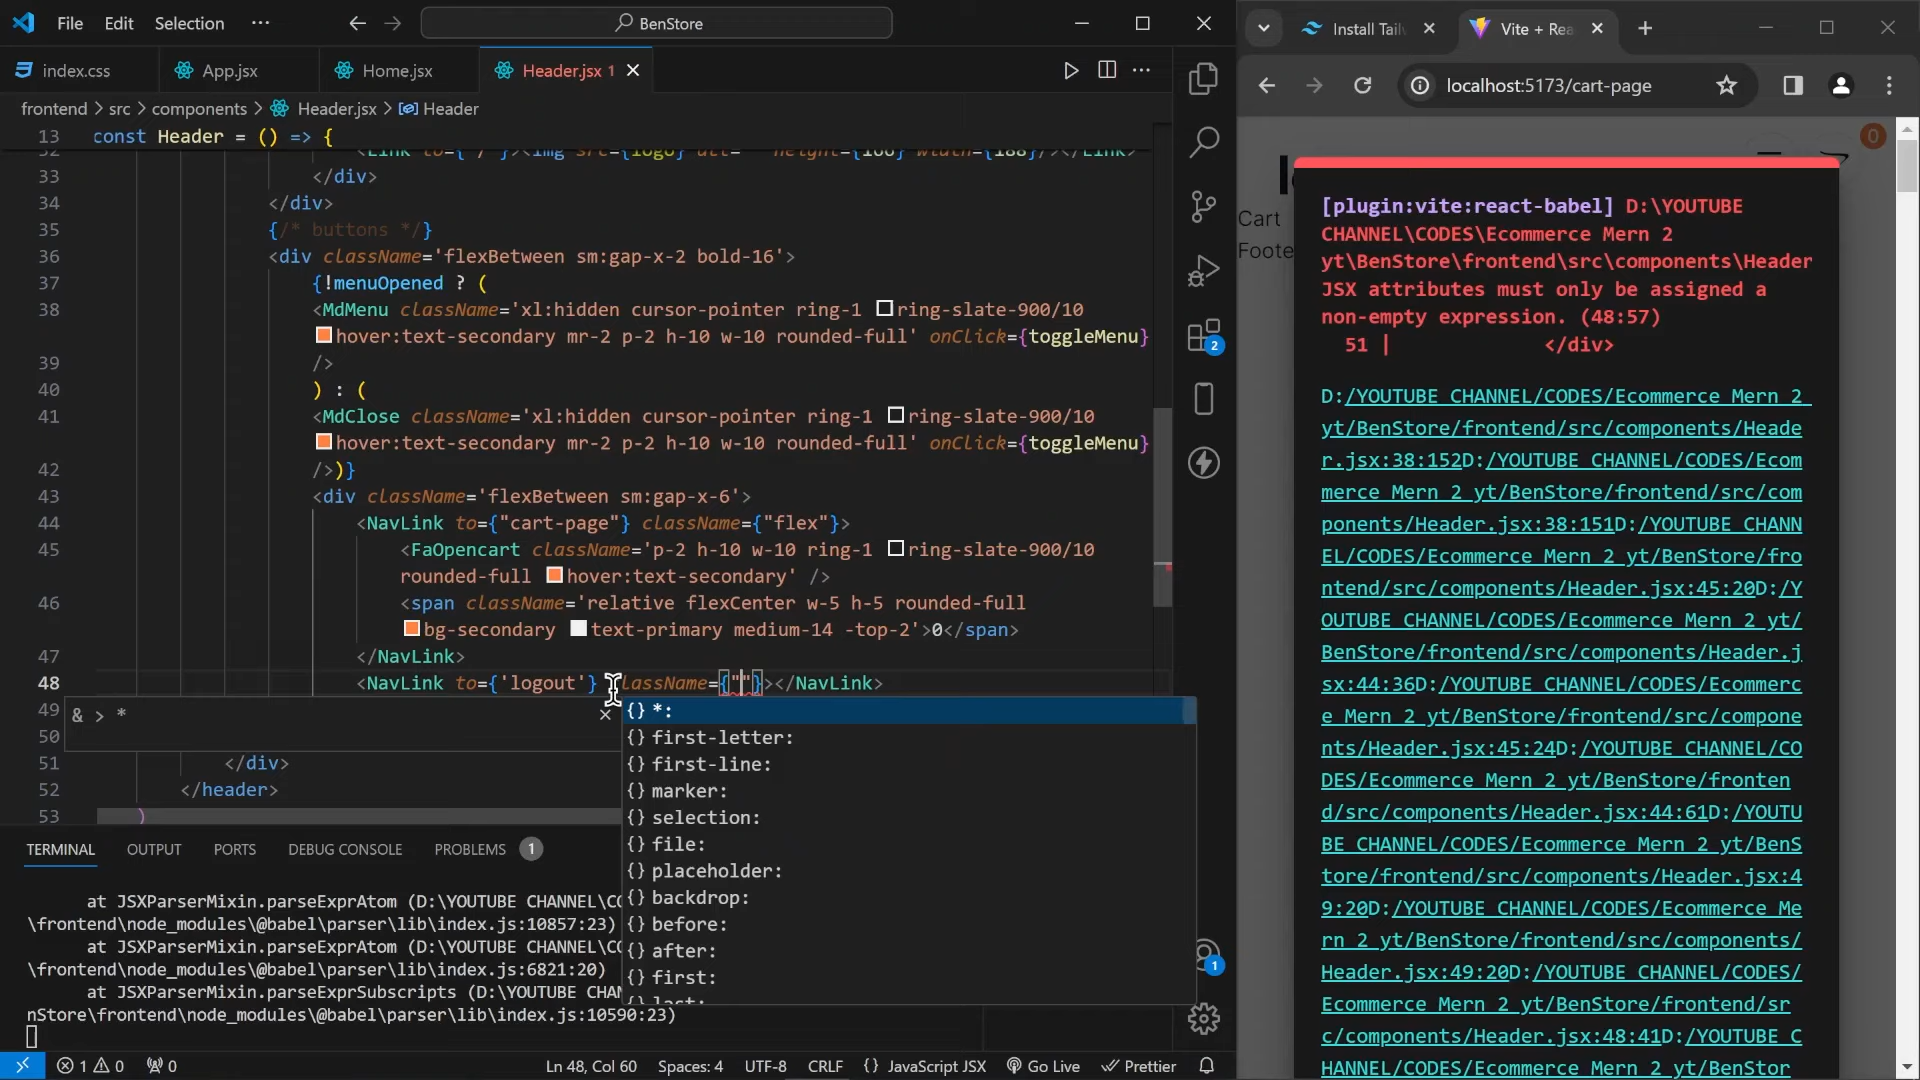 File Edit Selection ··· BenStore
Install Tail Vite + Rea
index.css App.jsx Home.jsx Header.jsx 1
localhost:5173/cart-page
frontend > src > components > Header.jsx > Header
13 const Header = () => {
<Link to={'/'}><img src={logo} alt="" height={166} width={188}/></Link>
33 </div>
34 </div>
35 {/* buttons */}
36 <div className='flexBetween sm:gap-x-2 bold-16'>
37 {!menuOpened ? (
38 <MdMenu className='xl:hidden cursor-pointer ring-1 ring-slate-900/10
hover:text-secondary mr-2 p-2 h-10 w-10 rounded-full' onClick={toggleMenu}
39 />
40 ) : (
41 <MdClose className='xl:hidden cursor-pointer ring-1 ring-slate-900/10
hover:text-secondary mr-2 p-2 h-10 w-10 rounded-full' onClick={toggleMenu}
42 />)}
43 <div className='flexBetween sm:gap-x-6'>
44 <NavLink to={"cart-page"} className={"flex"}>
45 <FaOpencart className='p-2 h-10 w-10 ring-1 ring-slate-900/10
rounded-full hover:text-secondary' />
46 <span className='relative flexCenter w-5 h-5 rounded-full
bg-secondary text-primary medium-14 -top-2'>0</span>
47 </NavLink>
48 <NavLink to={'logout'} className={""}></NavLink>
49
50
& > *
51 </div>
52 </header>
53 )
{} *:
{} first-letter:
{} first-line:
{} marker:
{} selection:
{} file:
{} placeholder:
{} backdrop:
{} before:
{} after:
{} first:
{} last:
2
1
TERMINAL OUTPUT PORTS DEBUG CONSOLE PROBLEMS 1
at JSXParserMixin.parseExprAtom (D:\YOUTUBE CHANNEL\CO
\frontend\node_modules\@babel\parser\lib\index.js:10857:23)
at JSXParserMixin.parseExprAtom (D:\YOUTUBE CHANNEL\CO
\frontend\node_modules\@babel\parser\lib\index.js:6821:20)
at JSXParserMixin.parseExprSubscripts (D:\YOUTUBE CHAN
nStore\frontend\node_modules\@babel\parser\lib\index.js:10590:23)
1 0 0 Ln 48, Col 60 Spaces: 4 UTF-8 CRLF {} JavaScript JSX Go Live Prettier
0
Cart
Foote
[plugin:vite:react-babel] D:\YOUTUBE
CHANNEL\CODES\Ecommerce Mern 2
yt\BenStore\frontend\src\components\Header
JSX attributes must only be assigned a
non-empty expression. (48:57)
51 | </div>
D:/YOUTUBE CHANNEL/CODES/Ecommerce Mern 2
yt/BenStore/frontend/src/components/Heade
r.jsx:38:152D:/YOUTUBE CHANNEL/CODES/Ecom
merce Mern 2 yt/BenStore/frontend/src/com
ponents/Header.jsx:38:151D:/YOUTUBE CHANN
EL/CODES/Ecommerce Mern 2 yt/BenStore/fro
ntend/src/components/Header.jsx:45:20D:/Y
OUTUBE CHANNEL/CODES/Ecommerce Mern 2 yt/
BenStore/frontend/src/components/Header.j
sx:44:36D:/YOUTUBE CHANNEL/CODES/Ecommerc
e Mern 2 yt/BenStore/frontend/src/compone
nts/Header.jsx:45:24D:/YOUTUBE CHANNEL/CO
DES/Ecommerce Mern 2 yt/BenStore/fronten
d/src/components/Header.jsx:44:61D:/YOUTU
BE CHANNEL/CODES/Ecommerce Mern 2 yt/BenS
tore/frontend/src/components/Header.jsx:4
9:20D:/YOUTUBE CHANNEL/CODES/Ecommerce Me
rn 2 yt/BenStore/frontend/src/components/
Header.jsx:49:20D:/YOUTUBE CHANNEL/CODES/
Ecommerce Mern 2 yt/BenStore/frontend/sr
c/components/Header.jsx:48:41D:/YOUTUBE C
HANNEL/CODES/Ecommerce Mern 2 yt/BenStor